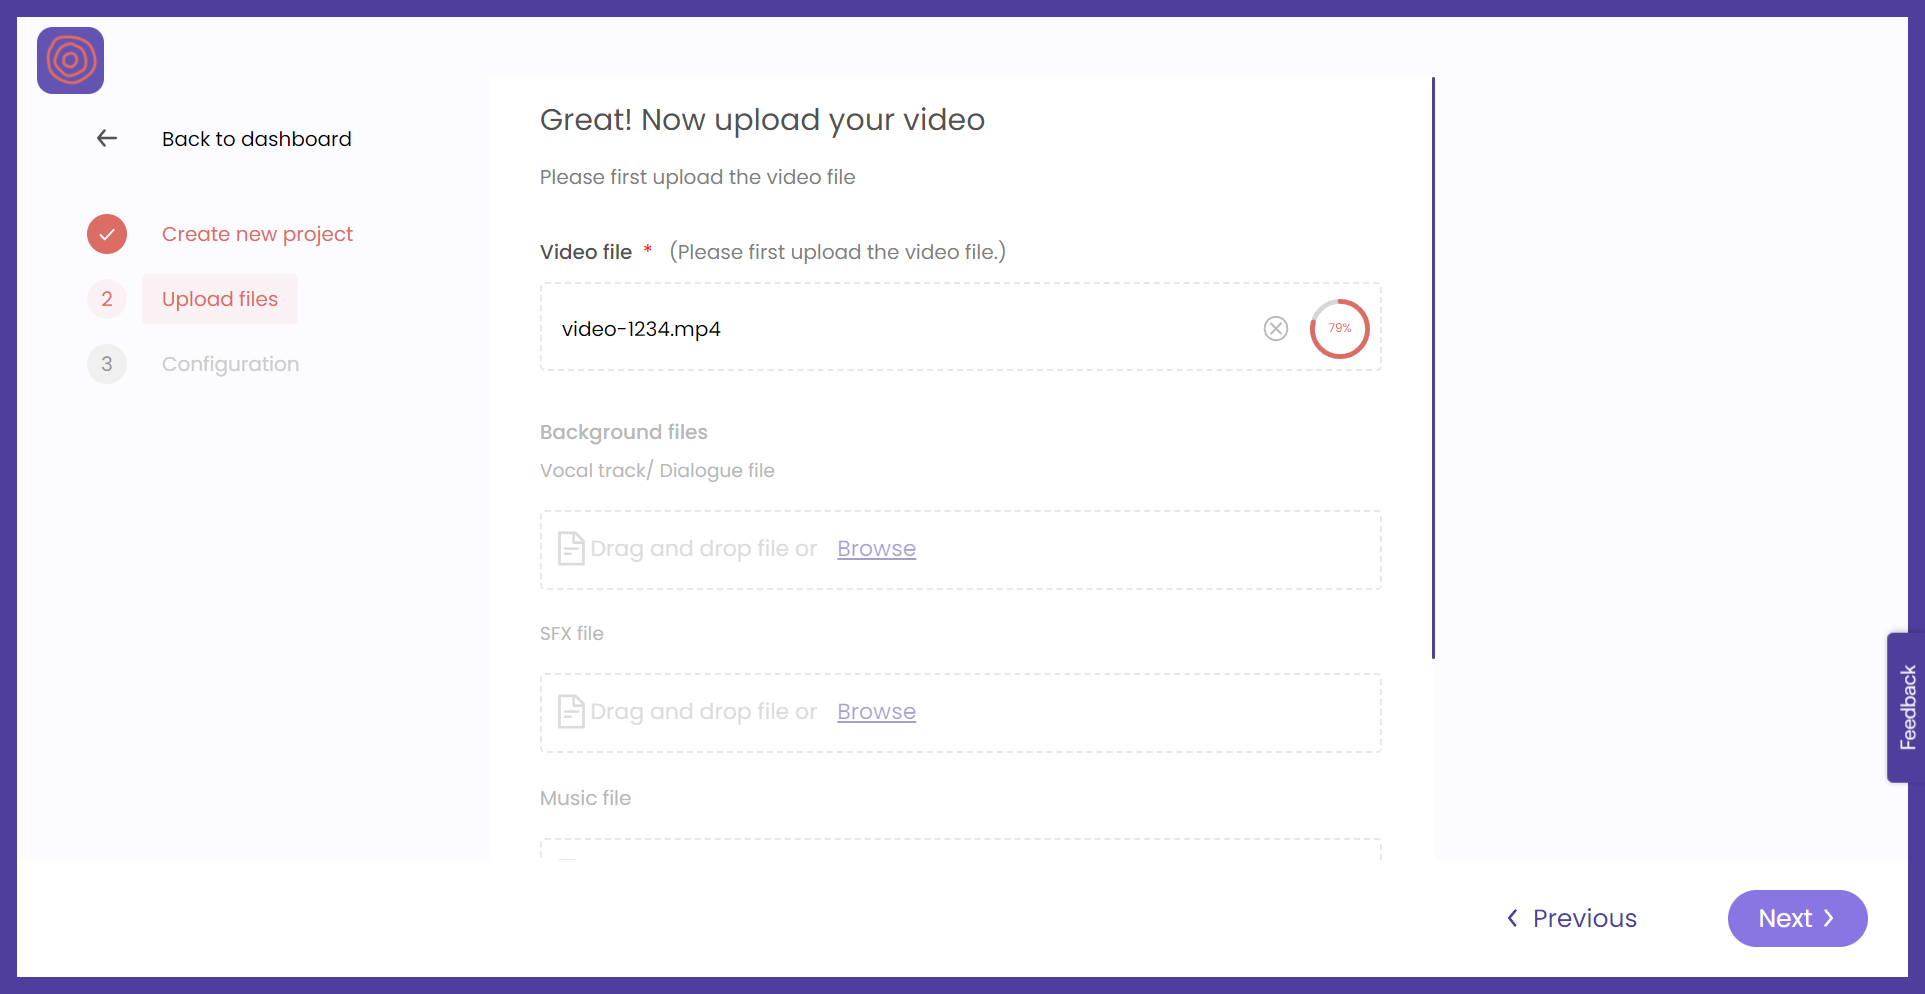 Back to dashboard
Create new project
2 Upload files
3 Configuration
Great! Now upload your video
Please first upload the video file
Video file * (Please first upload the video file.)
video-1234.mp4 79%
Background files
Vocal track/ Dialogue file
Drag and drop file or Browse
SFX file
Drag and drop file or Browse
Music file
Feedback
Previous Next